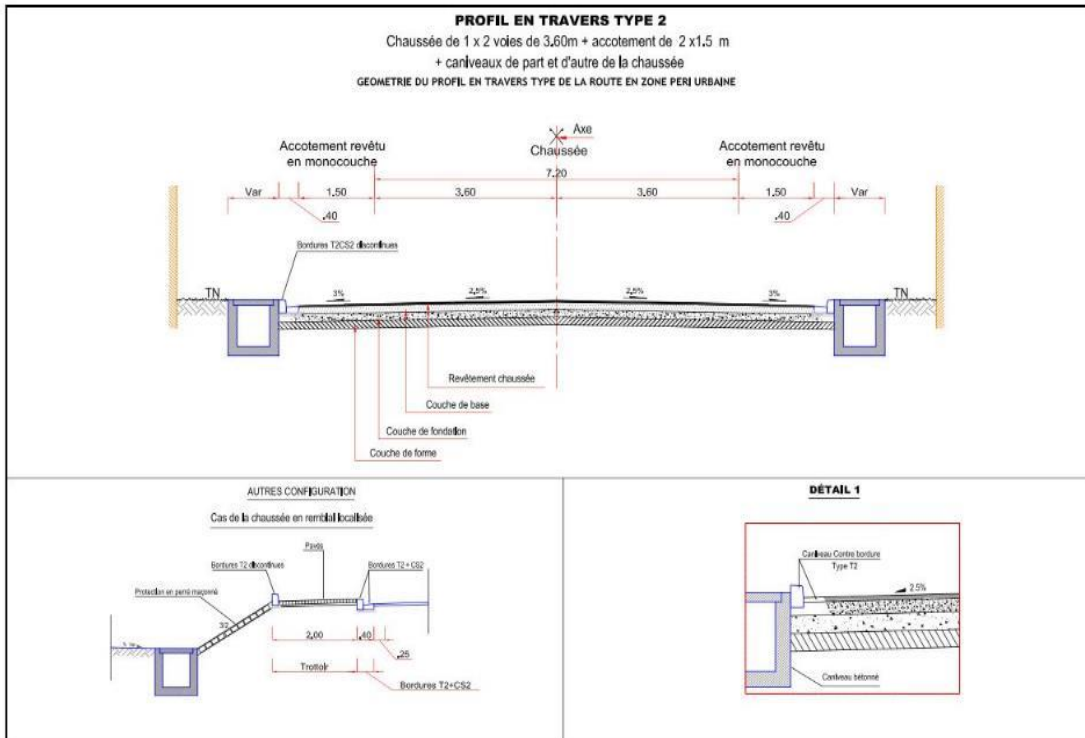 PROFIL EN TRAVERS TYPE 2
Chaussée de 1 x 2 voies de 3.60m + accotement de 2 x1.5 m
+ caniveaux de part et d'autre de la chaussée
GEOMETRIE DU PROFIL EN TRAVERS TYPE DE LA ROUTE EN ZONE PERI URBAINE
Axe
Accotement revêtu
en monocouche
Chaussée
Accotement revêtu
en monocouche
7.20
Var
1.50
3.60
3.60
1.50
Var
.40
.40
Bordures T2CS2 discontinues
TN
3%
2.5%
2.5%
3%
TN
Revêtement chaussée
Couche de base
Couche de fondation
Couche de forme
AUTRES CONFIGURATION
Cas de la chaussée en remblai localisée
Pavés
Bordures T2 discontinues
Bordures T2 + CS2
Protection en perré maçonné
2.00
.40
.25
Trottoir
Bordures T2+CS2
DÉTAIL 1
Caniveau Contre bordure
Type T2
2.5%
Caniveau bétonné